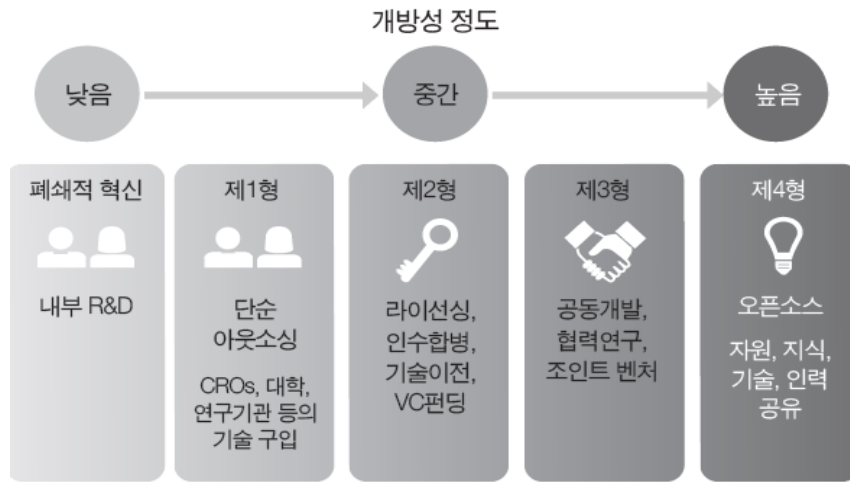 개방성 정도
낮음
중간
높음
폐쇄적 혁신
내부 R&D
제1형
단순
아웃소싱
CROs, 대학,
연구기관 등의
기술 구입
제2형
라이선싱,
인수합병,
기술이전,
VC펀딩
제3형
공동개발,
협력연구,
조인트 벤처
제4형
오픈소스
자원, 지식,
기술, 인력
공유